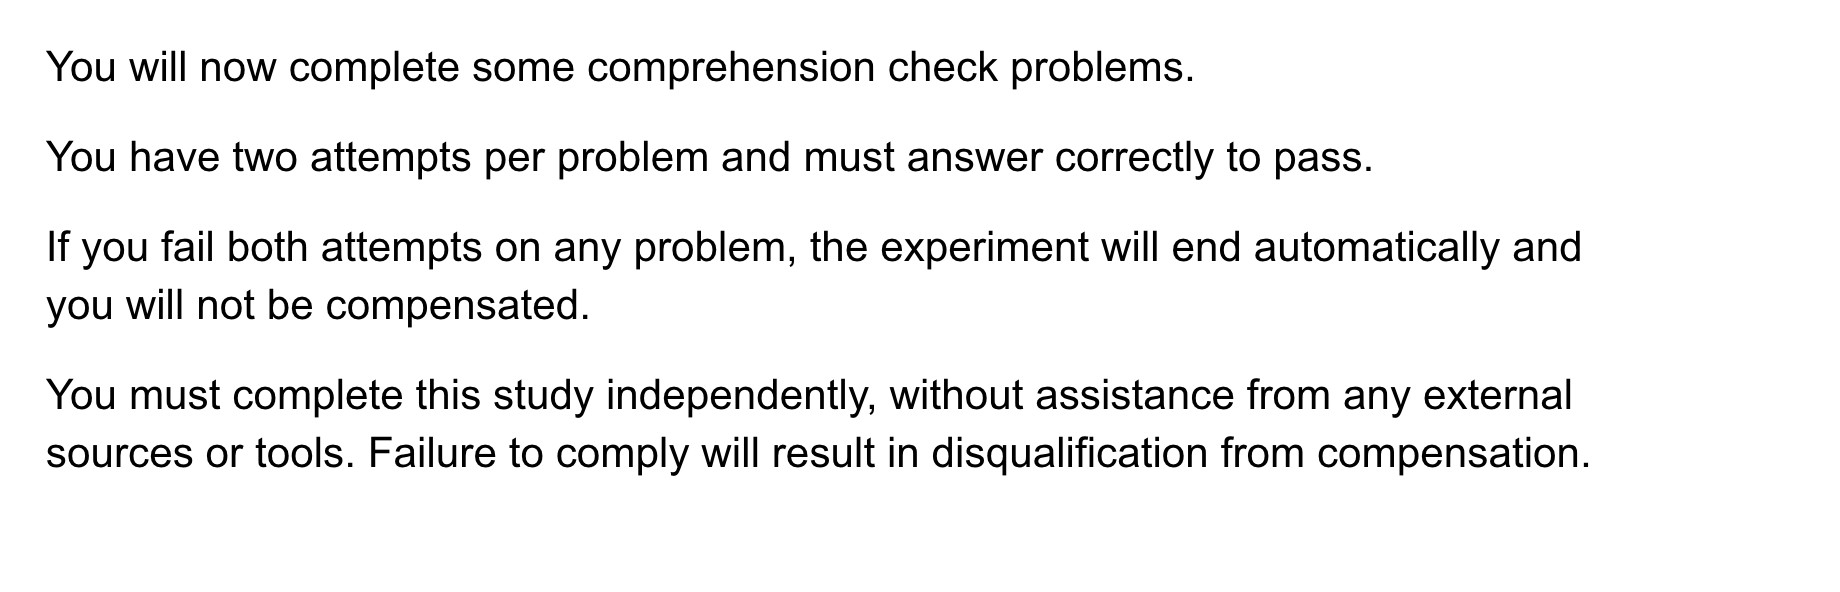 You will now complete some comprehension check problems.
You have two attempts per problem and must answer correctly to pass.
If you fail both attempts on any problem, the experiment will end automatically and
you will not be compensated.
You must complete this study independently, without assistance from any external
sources or tools. Failure to comply will result in disqualification from compensation.